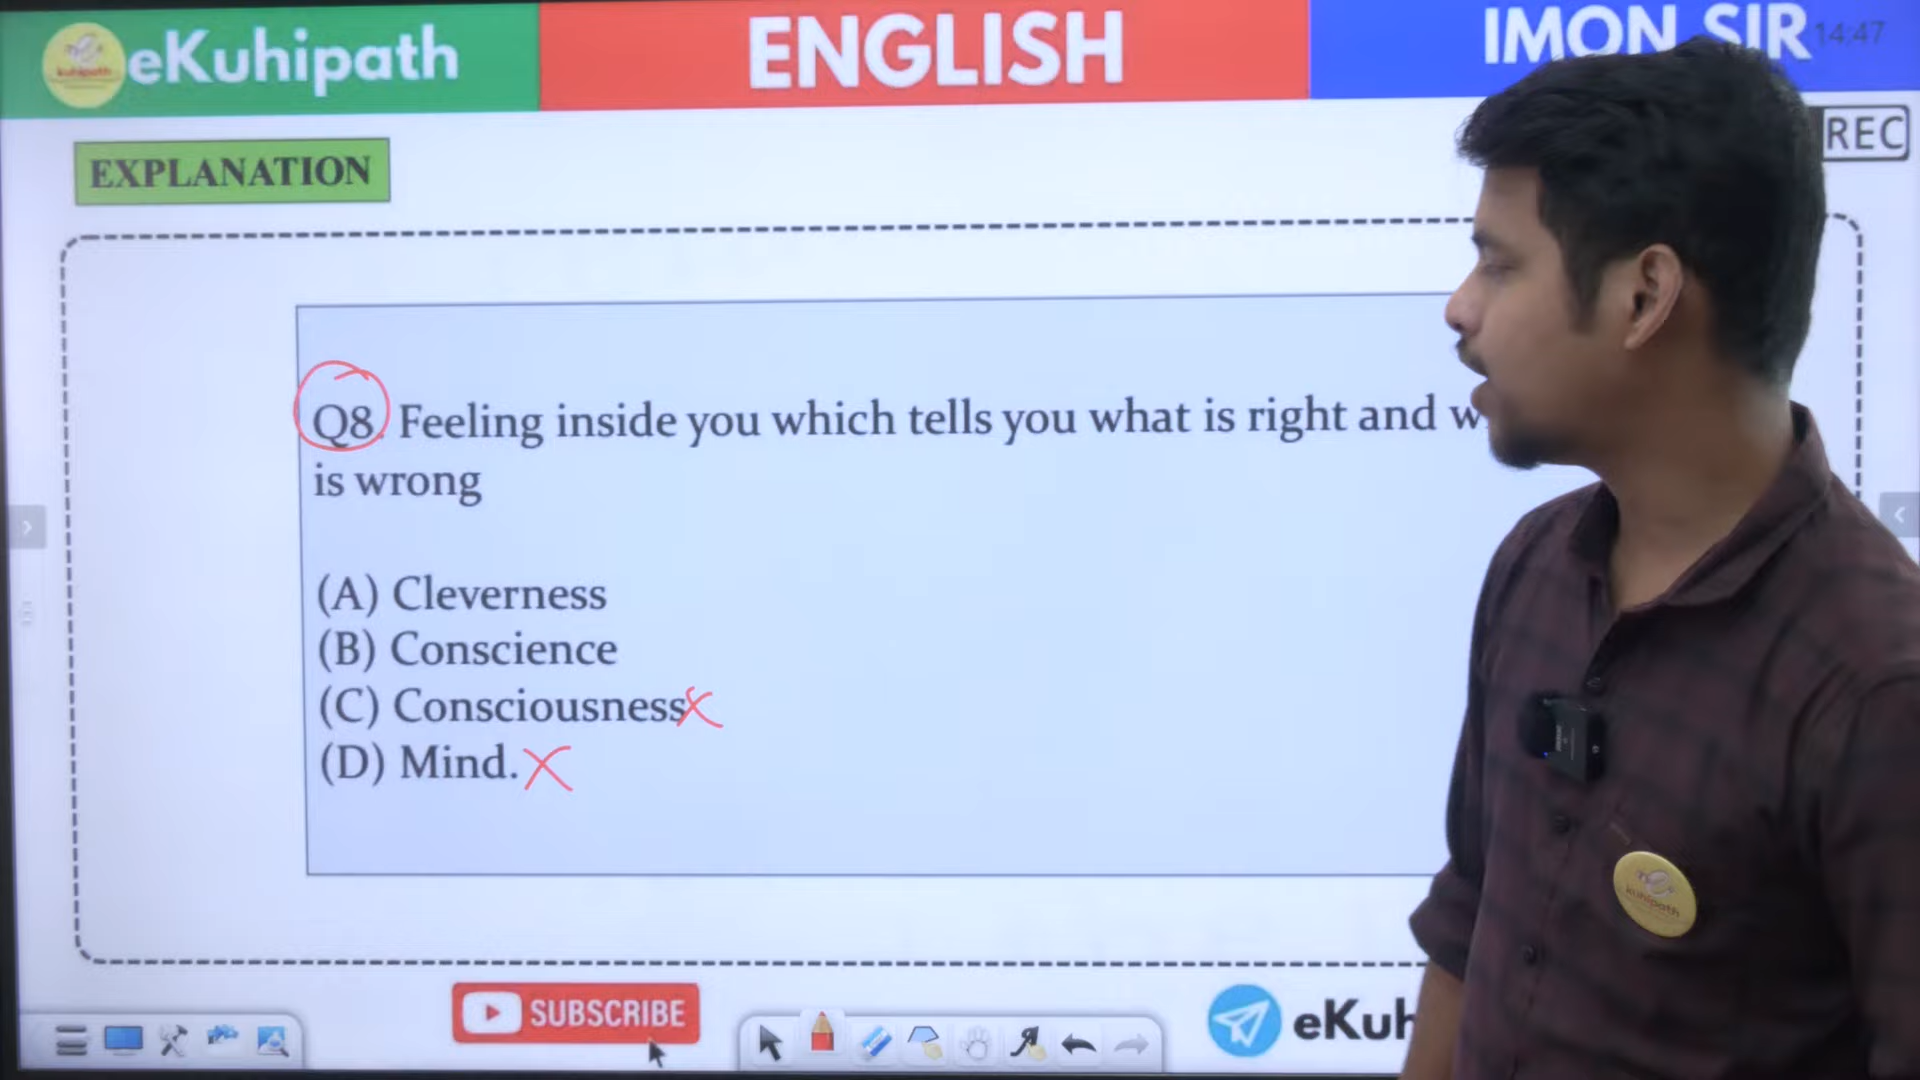 eKuhipath
ENGLISH
IMON SIR
14:47
REC
EXPLANATION
Q8. Feeling inside you which tells you what is right and
is wrong
(A) Cleverness
(B) Conscience
(C) Consciousness
(D) Mind.
SUBSCRIBE
kuhipath